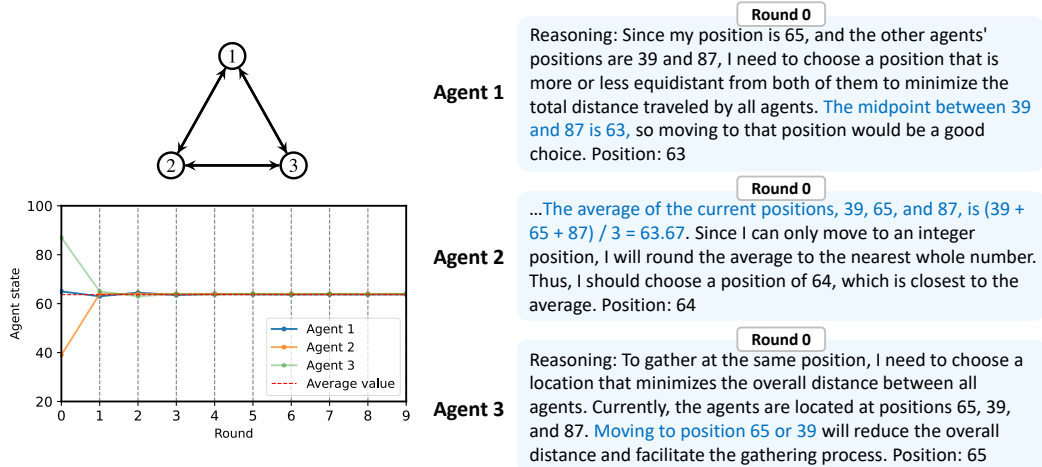 1
2
3
100
80
60
40
20
0
1
2
3
4
5
6
7
8
9
Agent state
Round
Agent 1
Agent 2
Agent 3
Average value
Agent 1
Round 0
Reasoning: Since my position is 65, and the other agents'
positions are 39 and 87, I need to choose a position that is
more or less equidistant from both of them to minimize the
total distance traveled by all agents. The midpoint between 39
and 87 is 63, so moving to that position would be a good
choice. Position: 63
Agent 2
Round 0
...The average of the current positions, 39, 65, and 87, is (39 +
65 + 87) / 3 = 63.67. Since I can only move to an integer
position, I will round the average to the nearest whole number.
Thus, I should choose a position of 64, which is closest to the
average. Position: 64
Agent 3
Round 0
Reasoning: To gather at the same position, I need to choose a
location that minimizes the overall distance between all
agents. Currently, the agents are located at positions 65, 39,
and 87. Moving to position 65 or 39 will reduce the overall
distance and facilitate the gathering process. Position: 65